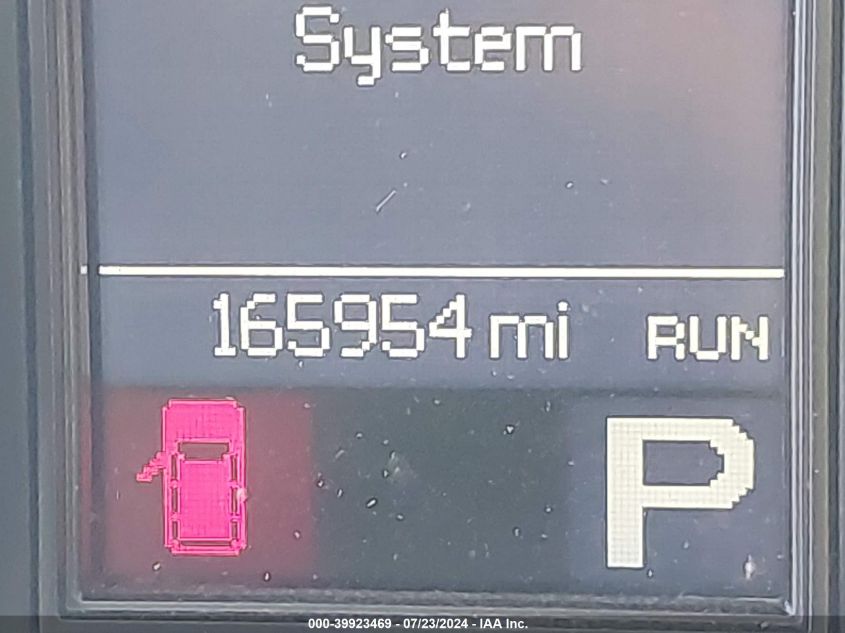 System
165954 mi RUN
P
000-39923469 - 07/23/2024 - IAA Inc.